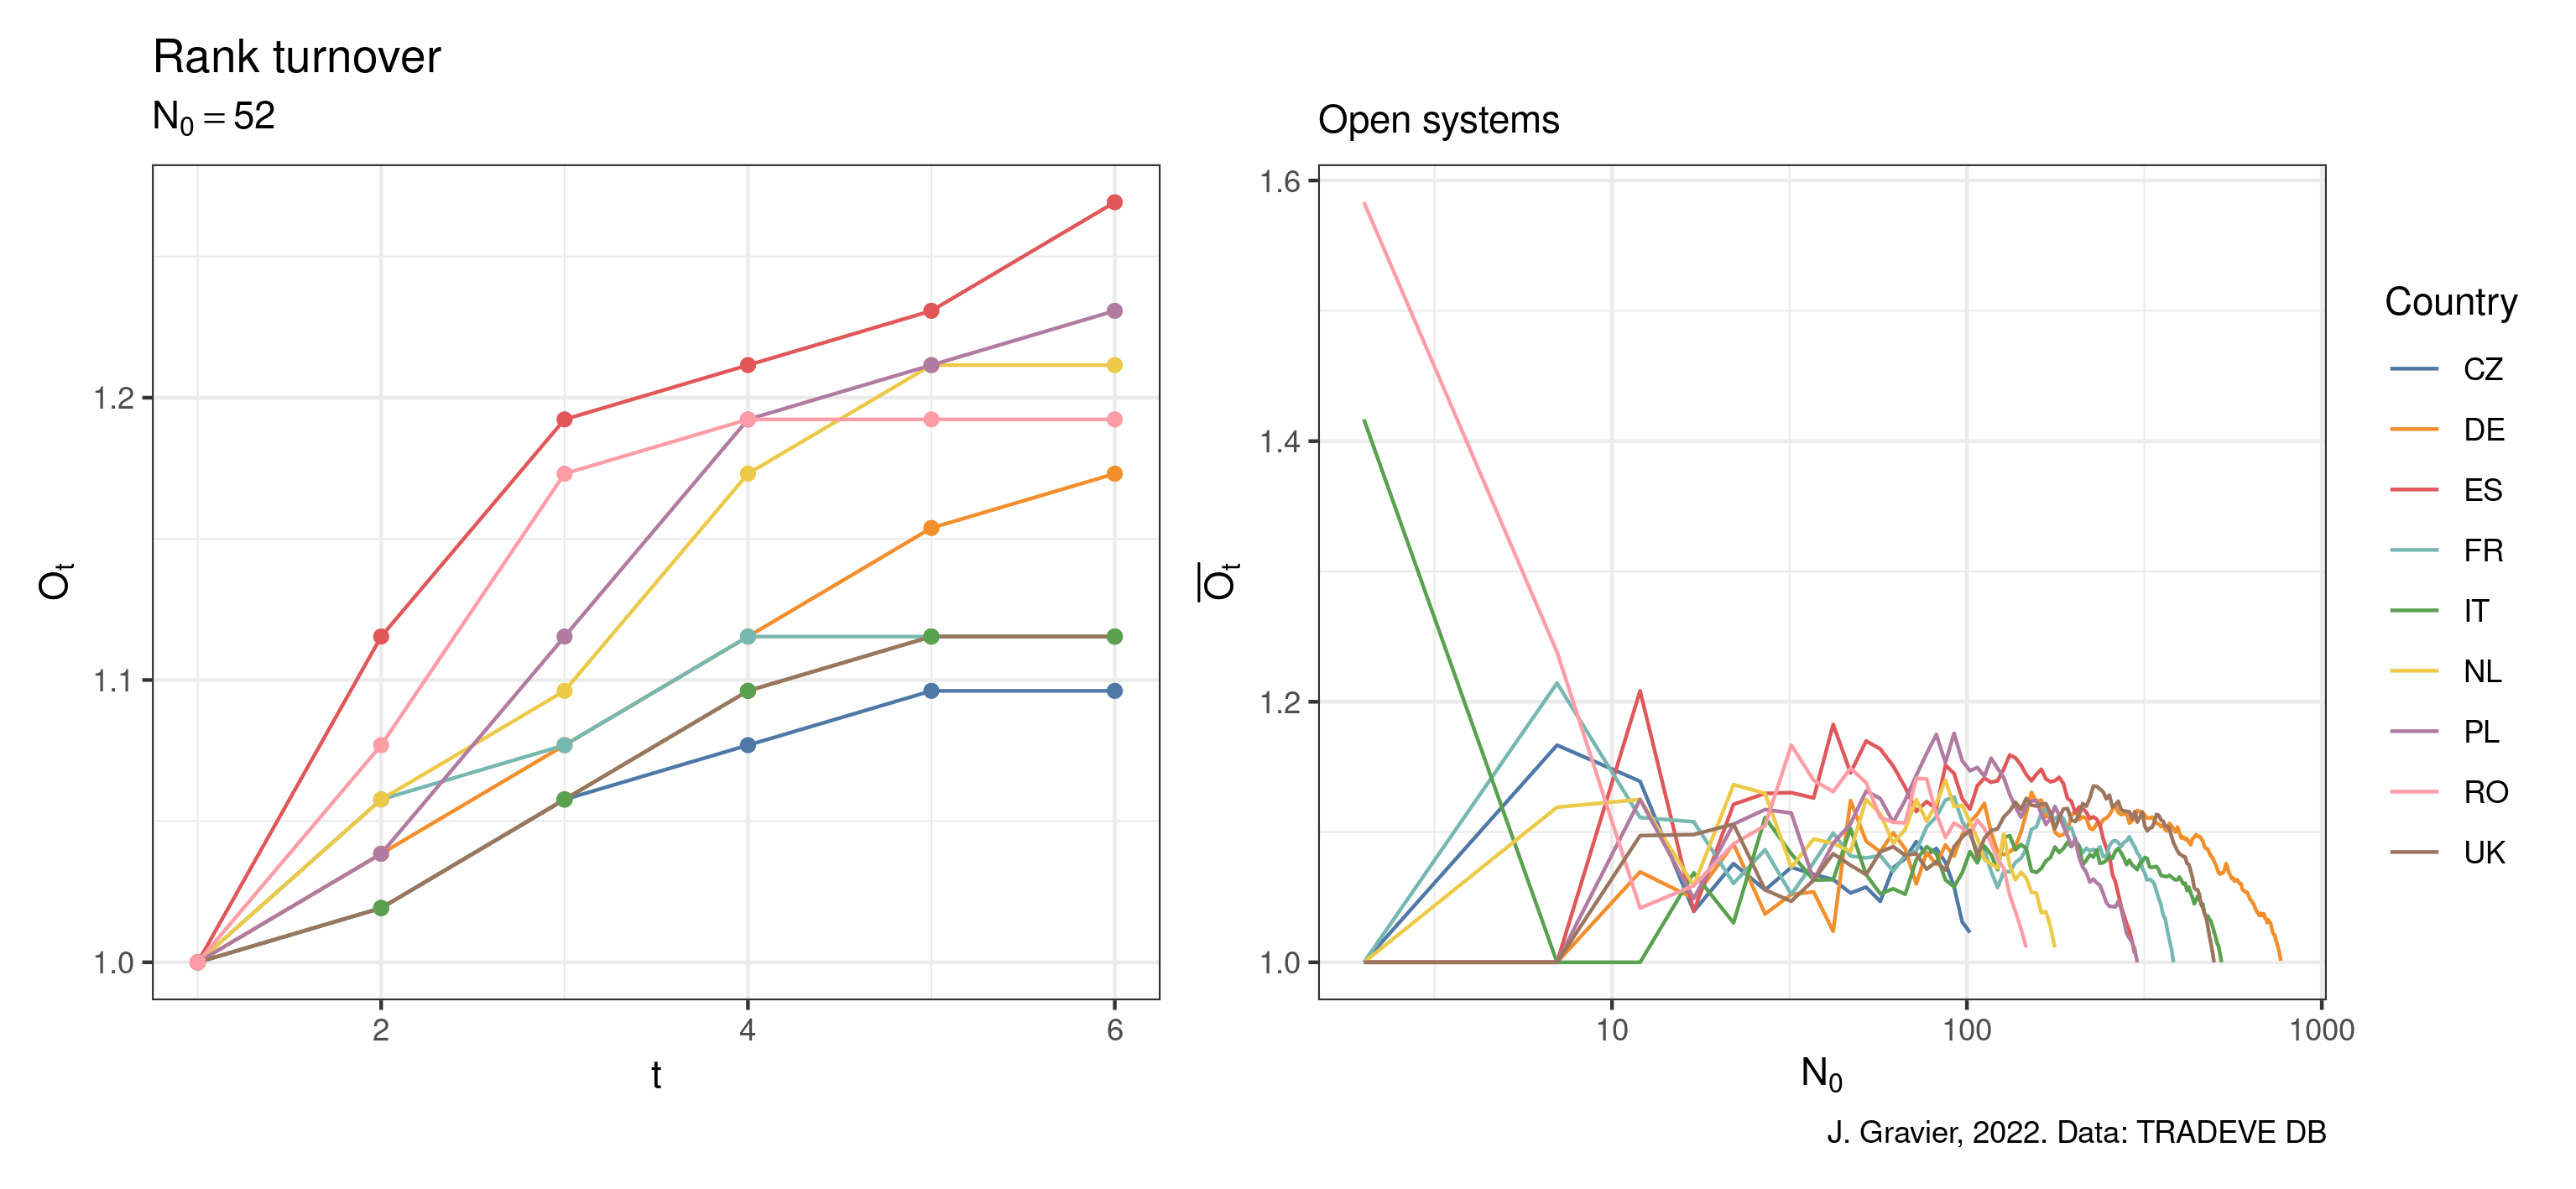 Rank turnover
N₀ = 52
1.2
1.1
1.0
Oₜ
2 4 6
t
Open systems
1.6
1.4
1.2
1.0
O̅ₜ
10 100 1000
N₀
Country
CZ
DE
ES
FR
IT
NL
PL
RO
UK
J. Gravier, 2022. Data: TRADEVE DB